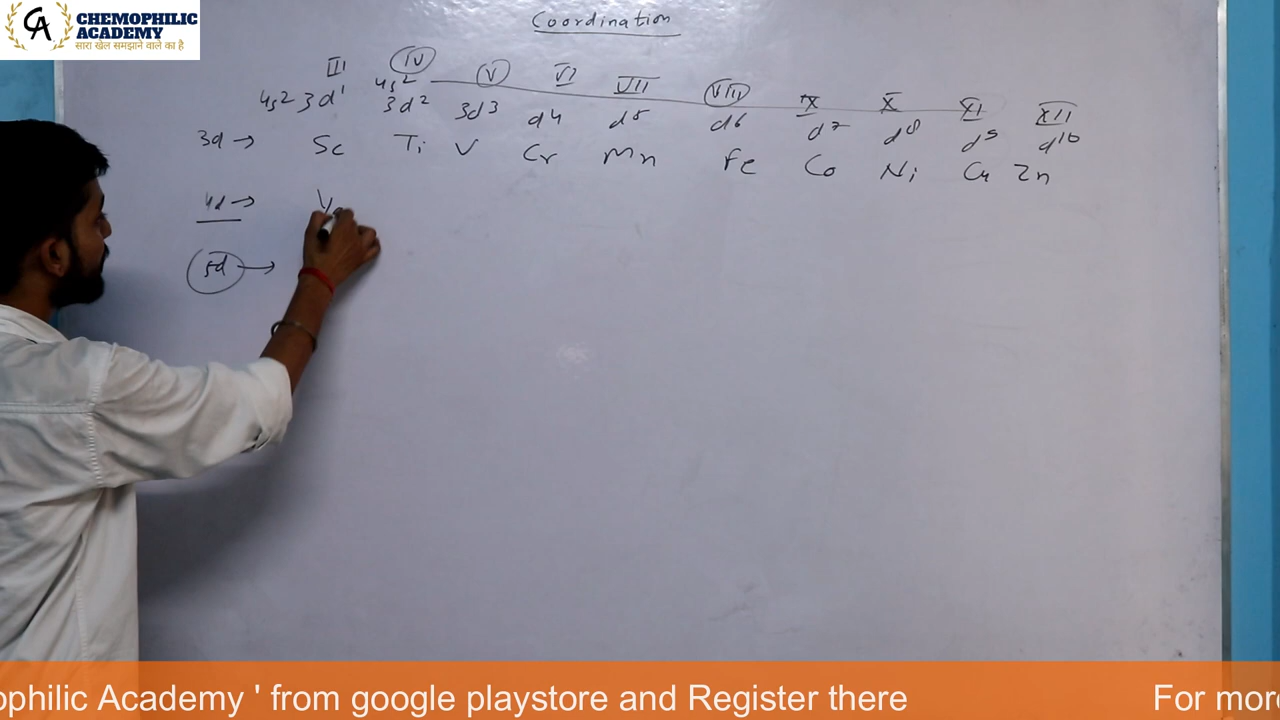 CA CHEMOPHILIC
ACADEMY
सारा खेल समझाने वाले का है
Coordination
III IV V VI VII VIII IX X XI XII
4s2 3d1 4s2 3d2 3d3 d4 d5 d6 d7 d8 d9 d10
3d → Sc Ti V Cr Mn Fe Co Ni Cu Zn
4d →
5d →
ophilic Academy ' from google playstore and Register there For more